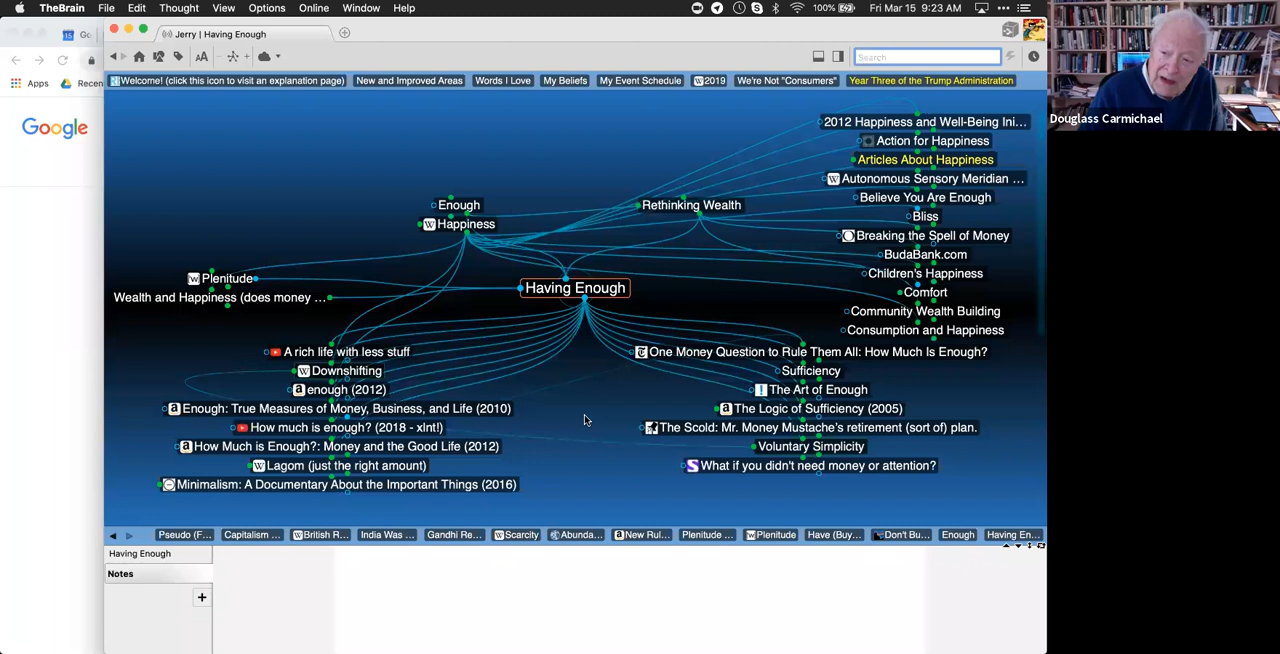 TheBrain File Edit Thought View Options Online Window Help 100% Fri Mar 15 9:23 AM
Jerry | Having Enough
AA Search
Apps Recen
Welcome! (click this icon to visit an explanation page) New and Improved Areas Words I Love My Beliefs My Event Schedule 2019 We're Not "Consumers" Year Three of the Trump Administration
Google
Douglass Carmichael
2012 Happiness and Well-Being Ini...
Action for Happiness
Articles About Happiness
Autonomous Sensory Meridian ...
Believe You Are Enough
Bliss
Breaking the Spell of Money
BudaBank.com
Children's Happiness
Comfort
Community Wealth Building
Consumption and Happiness
Enough
Happiness
Rethinking Wealth
Plenitude
Wealth and Happiness (does money ...
Having Enough
A rich life with less stuff
Downshifting
enough (2012)
Enough: True Measures of Money, Business, and Life (2010)
How much is enough? (2018 - xlnt!)
How Much is Enough?: Money and the Good Life (2012)
Lagom (just the right amount)
Minimalism: A Documentary About the Important Things (2016)
One Money Question to Rule Them All: How Much Is Enough?
Sufficiency
The Art of Enough
The Logic of Sufficiency (2005)
The Scold: Mr. Money Mustache's retirement (sort of) plan.
Voluntary Simplicity
What if you didn't need money or attention?
Pseudo (F... Capitalism ... British R... India Was ... Gandhi Re... Scarcity Abunda... New Rul... Plenitude ... Plenitude Have (Buy... Don't Bu... Enough Having En...
Having Enough
Notes